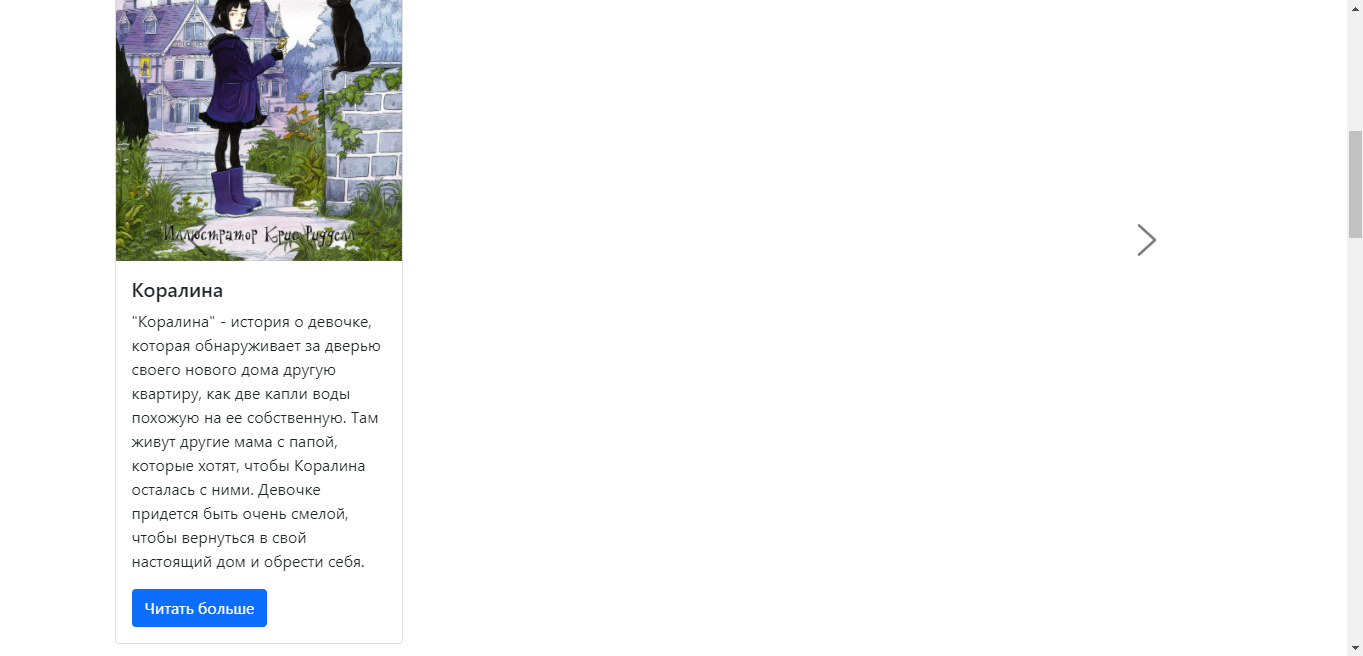 Иллюстратор Крис Ридделл
Коралина
"Коралина" - история о девочке,
которая обнаруживает за дверью
своего нового дома другую
квартиру, как две капли воды
похожую на ее собственную. Там
живут другие мама с папой,
которые хотят, чтобы Коралина
осталась с ними. Девочке
придется быть очень смелой,
чтобы вернуться в свой
настоящий дом и обрести себя.
Читать больше